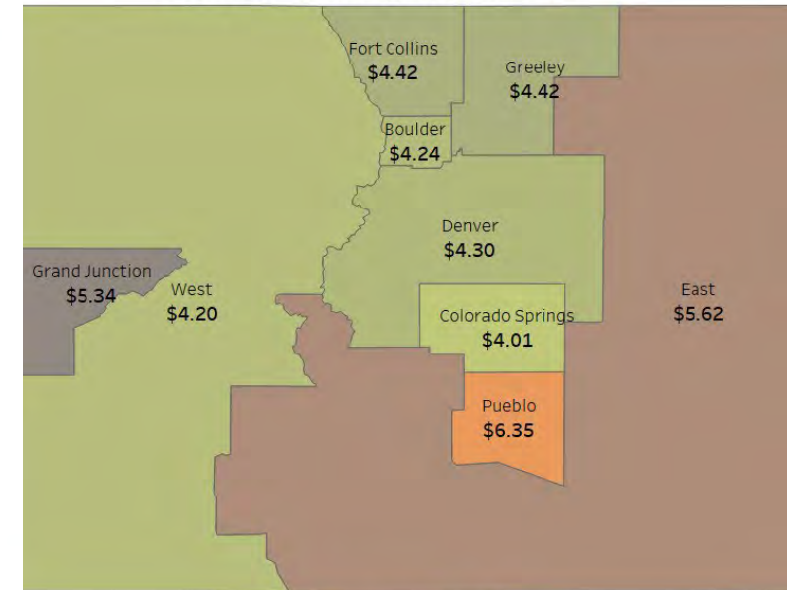 Fort Collins
$4.42
Greeley
$4.42
Boulder
$4.24
Denver
$4.30
Grand Junction
$5.34
West
$4.20
East
$5.62
Colorado Springs
$4.01
Pueblo
$6.35